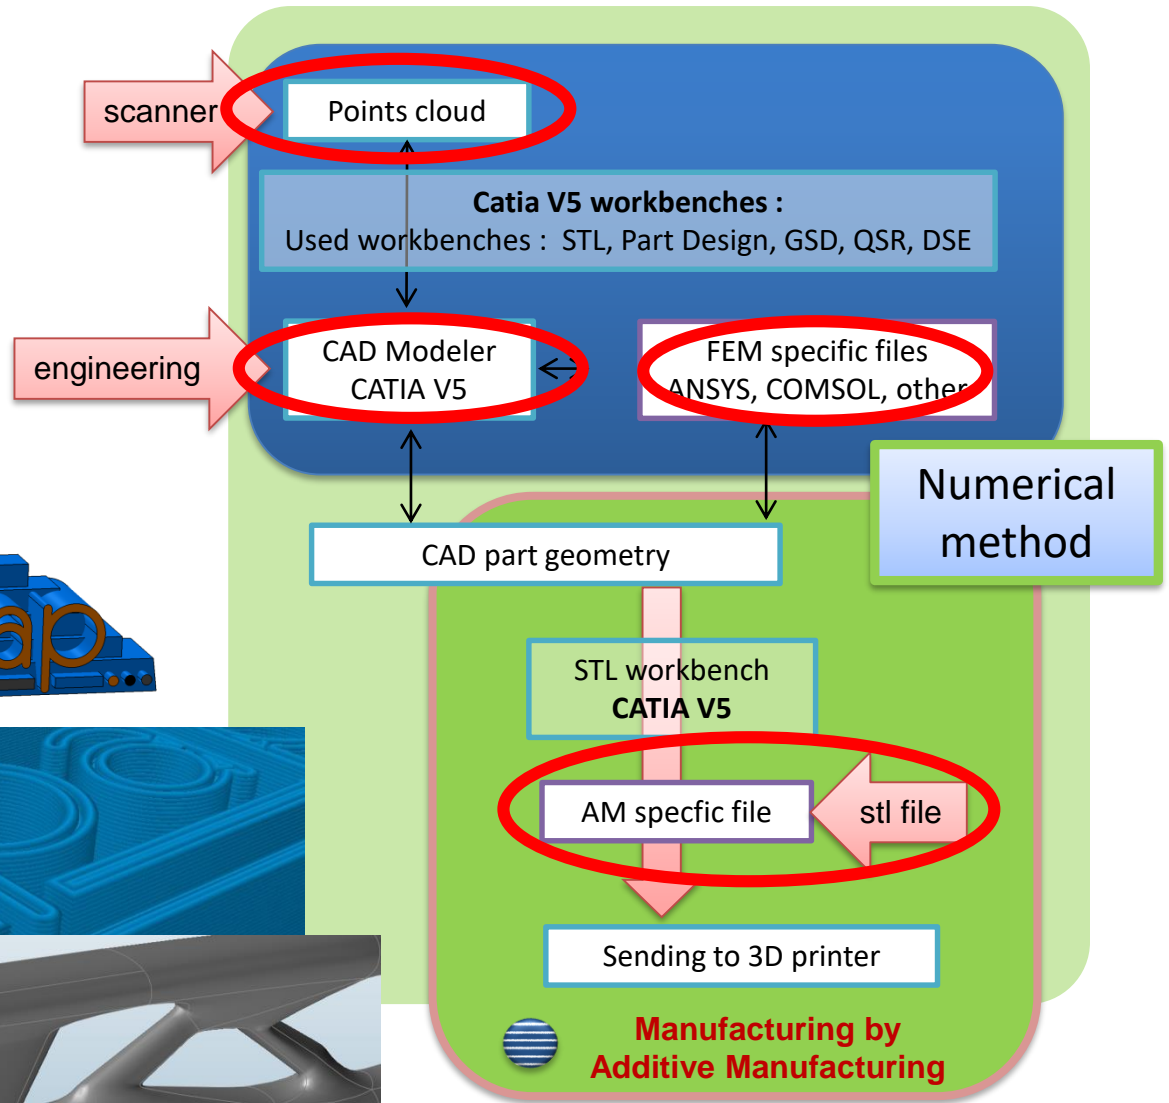 scanner
Points cloud
Catia V5 workbenches :
Used workbenches : STL, Part Design, GSD, QSR, DSE
engineering
CAD Modeler
CATIA V5
FEM specific files
ANSYS, COMSOL, other
Numerical
method
CAD part geometry
ap
STL workbench
CATIA V5
AM specfic file
stl file
Sending to 3D printer
Manufacturing by
Additive Manufacturing